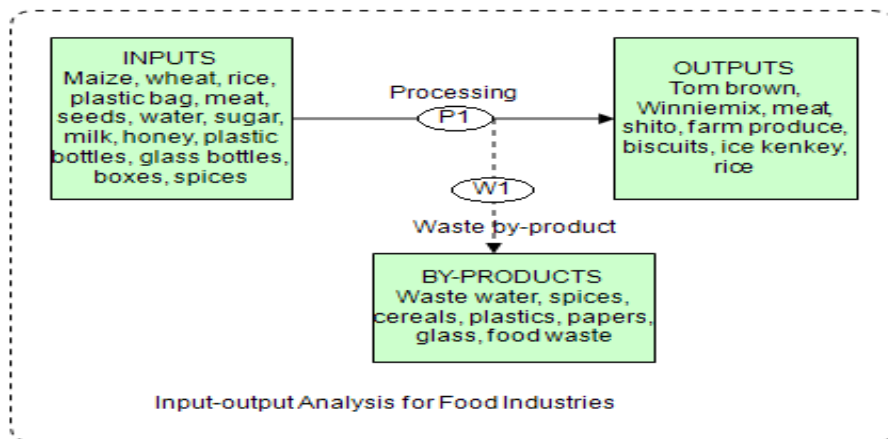 INPUTS
Maize, wheat, rice,
plastic bag, meat,
seeds, water, sugar,
milk, honey, plastic
bottles, glass bottles,
boxes, spices
Processing
P1
OUTPUTS
Tom brown,
Winniemix, meat,
shito, farm produce,
biscuits, ice kenkey,
rice
W1
Waste by-product
BY-PRODUCTS
Waste water, spices,
cereals, plastics, papers,
glass, food waste
Input-output Analysis for Food Industries